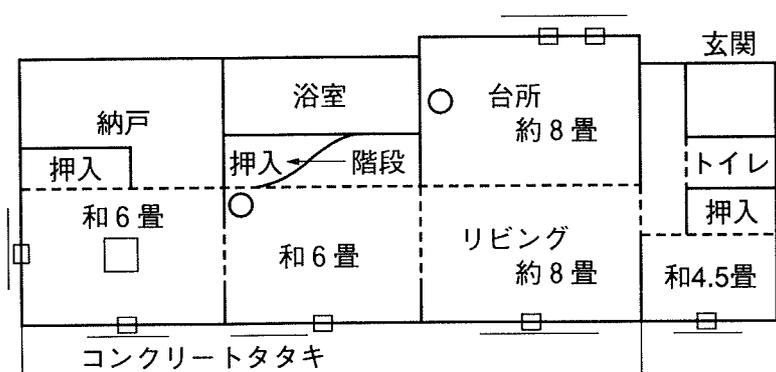 玄関
浴室
台所
約8畳
納戸
押入
押入
階段
トイレ
押入
和6畳
和6畳
リビング
約8畳
和4.5畳
コンクリートタタキ